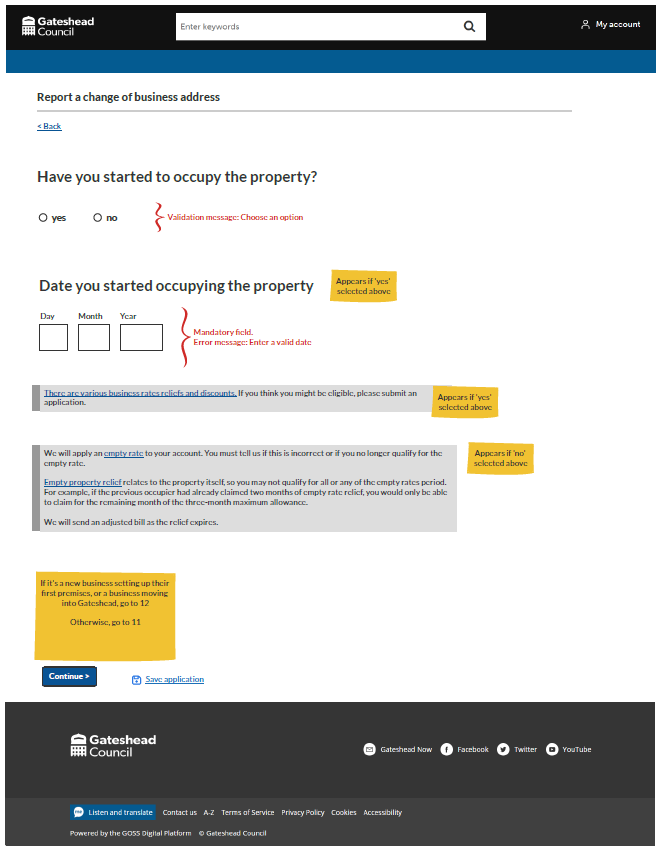 Gateshead
Council
Enter keywords
My account
Report a change of business address
< Back
Have you started to occupy the property?
yes
no
Validation message: Choose an option
Date you started occupying the property
Appears if 'yes'
selected above
Day
Month
Year
Mandatory field.
Error message: Enter a valid date
There are various business rates reliefs and discounts. If you think you might be eligible, please submit an
application.
Appears if 'yes'
selected above
We will apply an empty rate to your account. You must tell us if this is incorrect or if you no longer qualify for the
empty rate.
Empty property relief relates to the property itself, so you may not qualify for all or any of the empty rates period.
For example, if the previous occupier had already claimed two months of empty rate relief, you would only be able
to claim for the remaining month of the three-month maximum allowance.
We will send an adjusted bill as the relief expires.
Appears if 'no'
selected above
If it's a new business setting up their
first premises, or a business moving
into Gateshead, go to 12
Otherwise, go to 11
Continue >
Save application
Gateshead
Council
Gateshead Now
Facebook
Twitter
YouTube
Listen and translate
Contact us
A-Z
Terms of Service
Privacy Policy
Cookies
Accessibility
Powered by the GOSS Digital Platform
© Gateshead Council